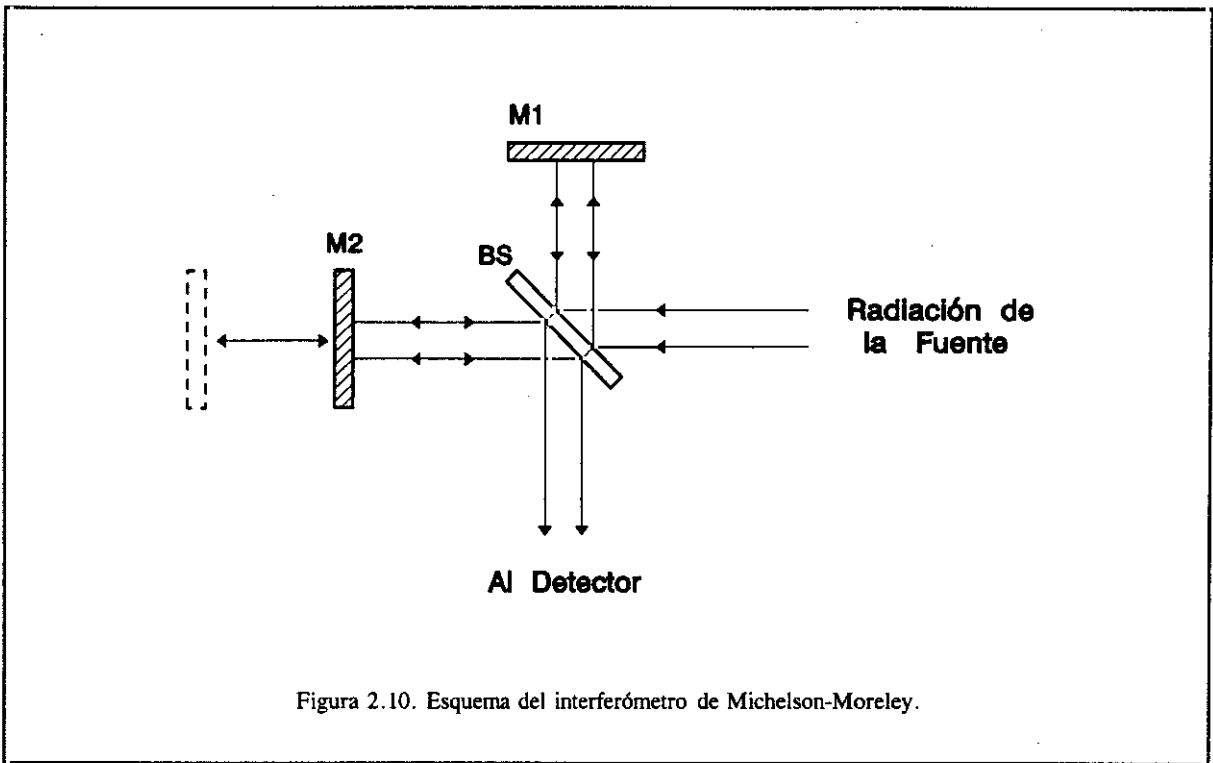 M1
M2
BS
Radiación de
la Fuente
Al Detector
Figura 2.10. Esquema del interferómetro de Michelson-Moreley.